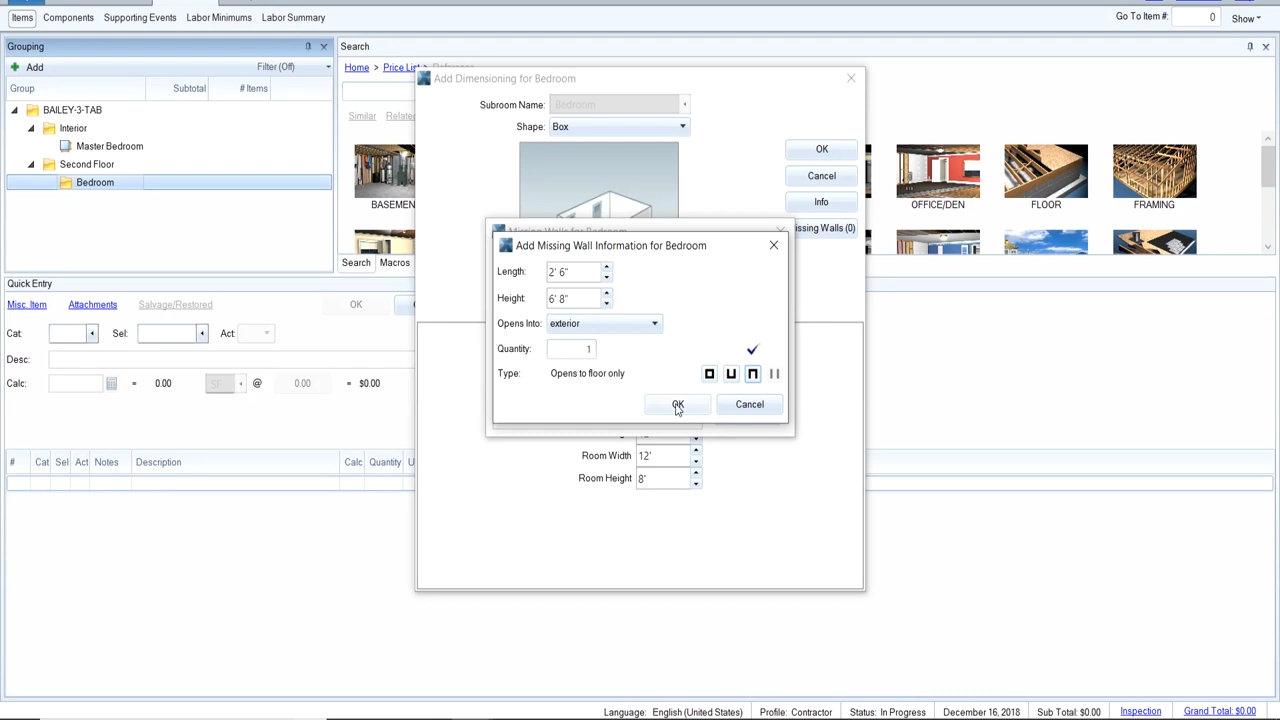 Items Components Supporting Events Labor Minimums Labor Summary Go To Item #: 0 Show
Grouping
Search
Add Filter (Off)
Home > Price List
Group Subtotal # Items
Add Dimensioning for Bedroom
Subroom Name: Bedroom
Similar
Shape: Box
BAILEY-3-TAB
Interior
Master Bedroom
Second Floor
Bedroom
OK
Cancel
Info
Missing Walls (0)
OFFICE/DEN FLOOR FRAMING
Missing Walls for Bedroom
Add Missing Wall Information for Bedroom
Search Macros
Length: 2' 6"
Height: 6' 8"
Opens Into: exterior
Quantity: 1
Type: Opens to floor only
OK Cancel
Quick Entry
Misc. Item Attachments Salvage/Restored OK
Cat: Sel: Act:
Desc:
Calc: = 0.00 SF @ 0.00 = $0.00
Room Width 12'
Room Height 8'
# Cat Sel Act Notes Description Calc Quantity
Language: English (United States) Profile: Contractor Status: In Progress December 16, 2018 Sub Total: $0.00 Inspection Grand Total: $0.00